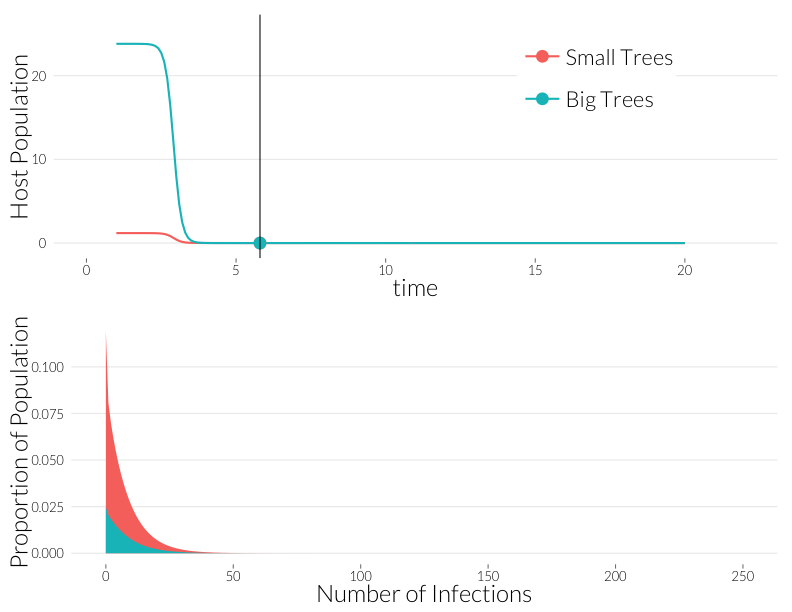 Host Population
20
10
0
Small Trees
Big Trees
0 5 10 15 20
time
Proportion of Population
0.100
0.075
0.050
0.025
0.000
0 50 100 150 200 250
Number of Infections